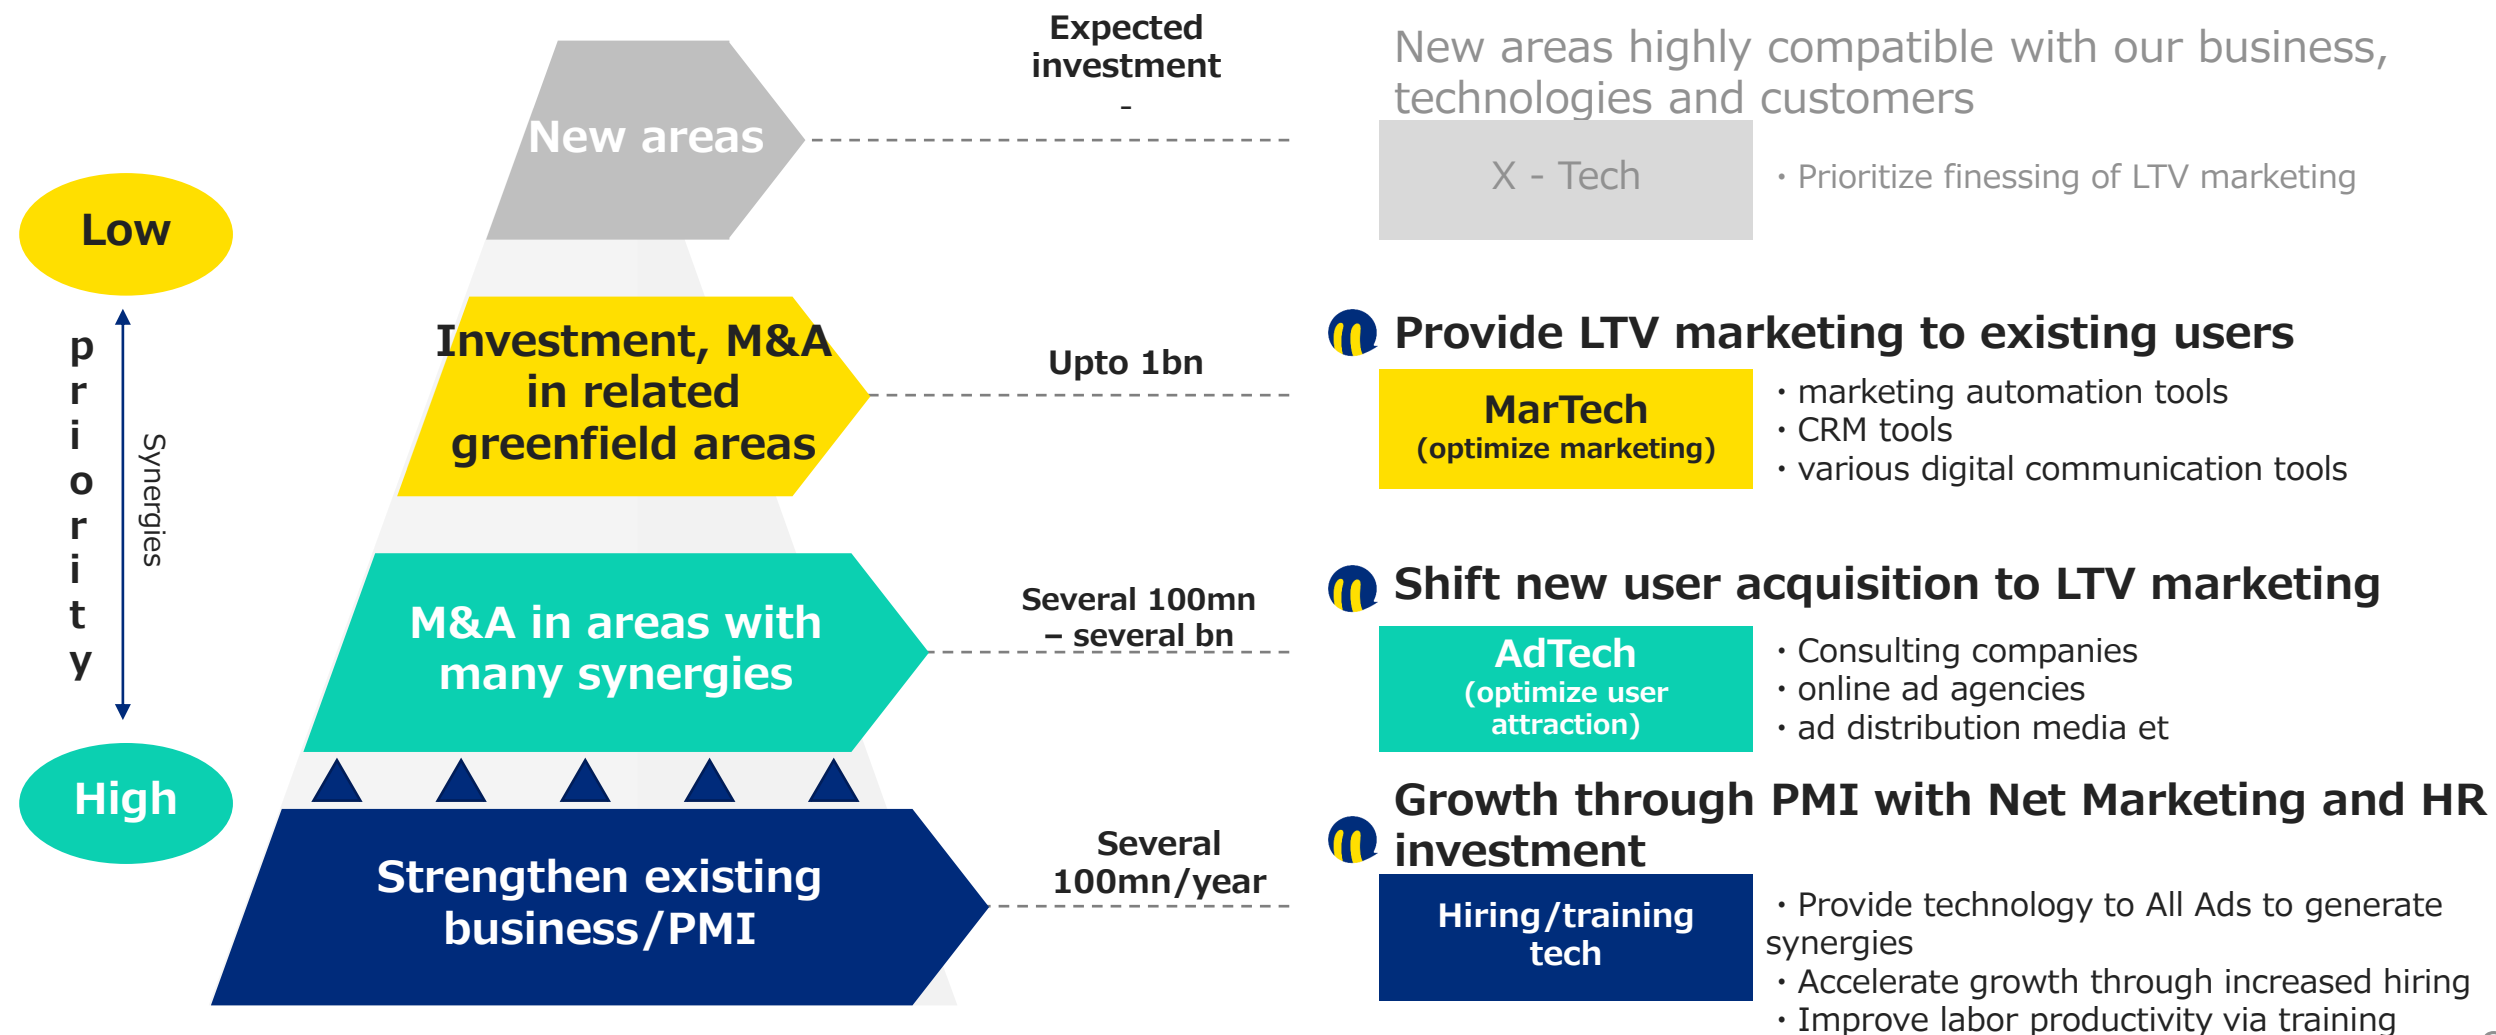 Expected
investment
-
New areas
New areas highly compatible with our business,
technologies and customers
X - Tech
・Prioritize finessing of LTV marketing
Low
priority
Synergies
High
Investment, M&A
in related
greenfield areas
Upto 1bn
Provide LTV marketing to existing users
MarTech
(optimize marketing)
・marketing automation tools
・CRM tools
・various digital communication tools
M&A in areas with
many synergies
Several 100mn
– several bn
Shift new user acquisition to LTV marketing
AdTech
(optimize user
attraction)
・Consulting companies
・online ad agencies
・ad distribution media et
Strengthen existing
business/PMI
Several
100mn/year
Growth through PMI with Net Marketing and HR
investment
Hiring/training
tech
・Provide technology to All Ads to generate
synergies
・Accelerate growth through increased hiring
・Improve labor productivity via training